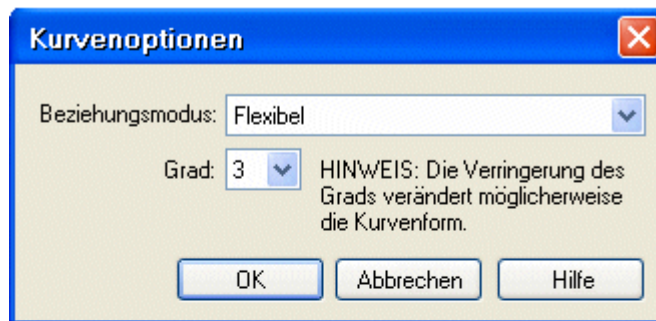 Kurvenoptionen
Beziehungsmodus: Flexibel
Grad: 3 HINWEIS: Die Verringerung des
Grads verändert möglicherweise
die Kurvenform.
OK Abbrechen Hilfe